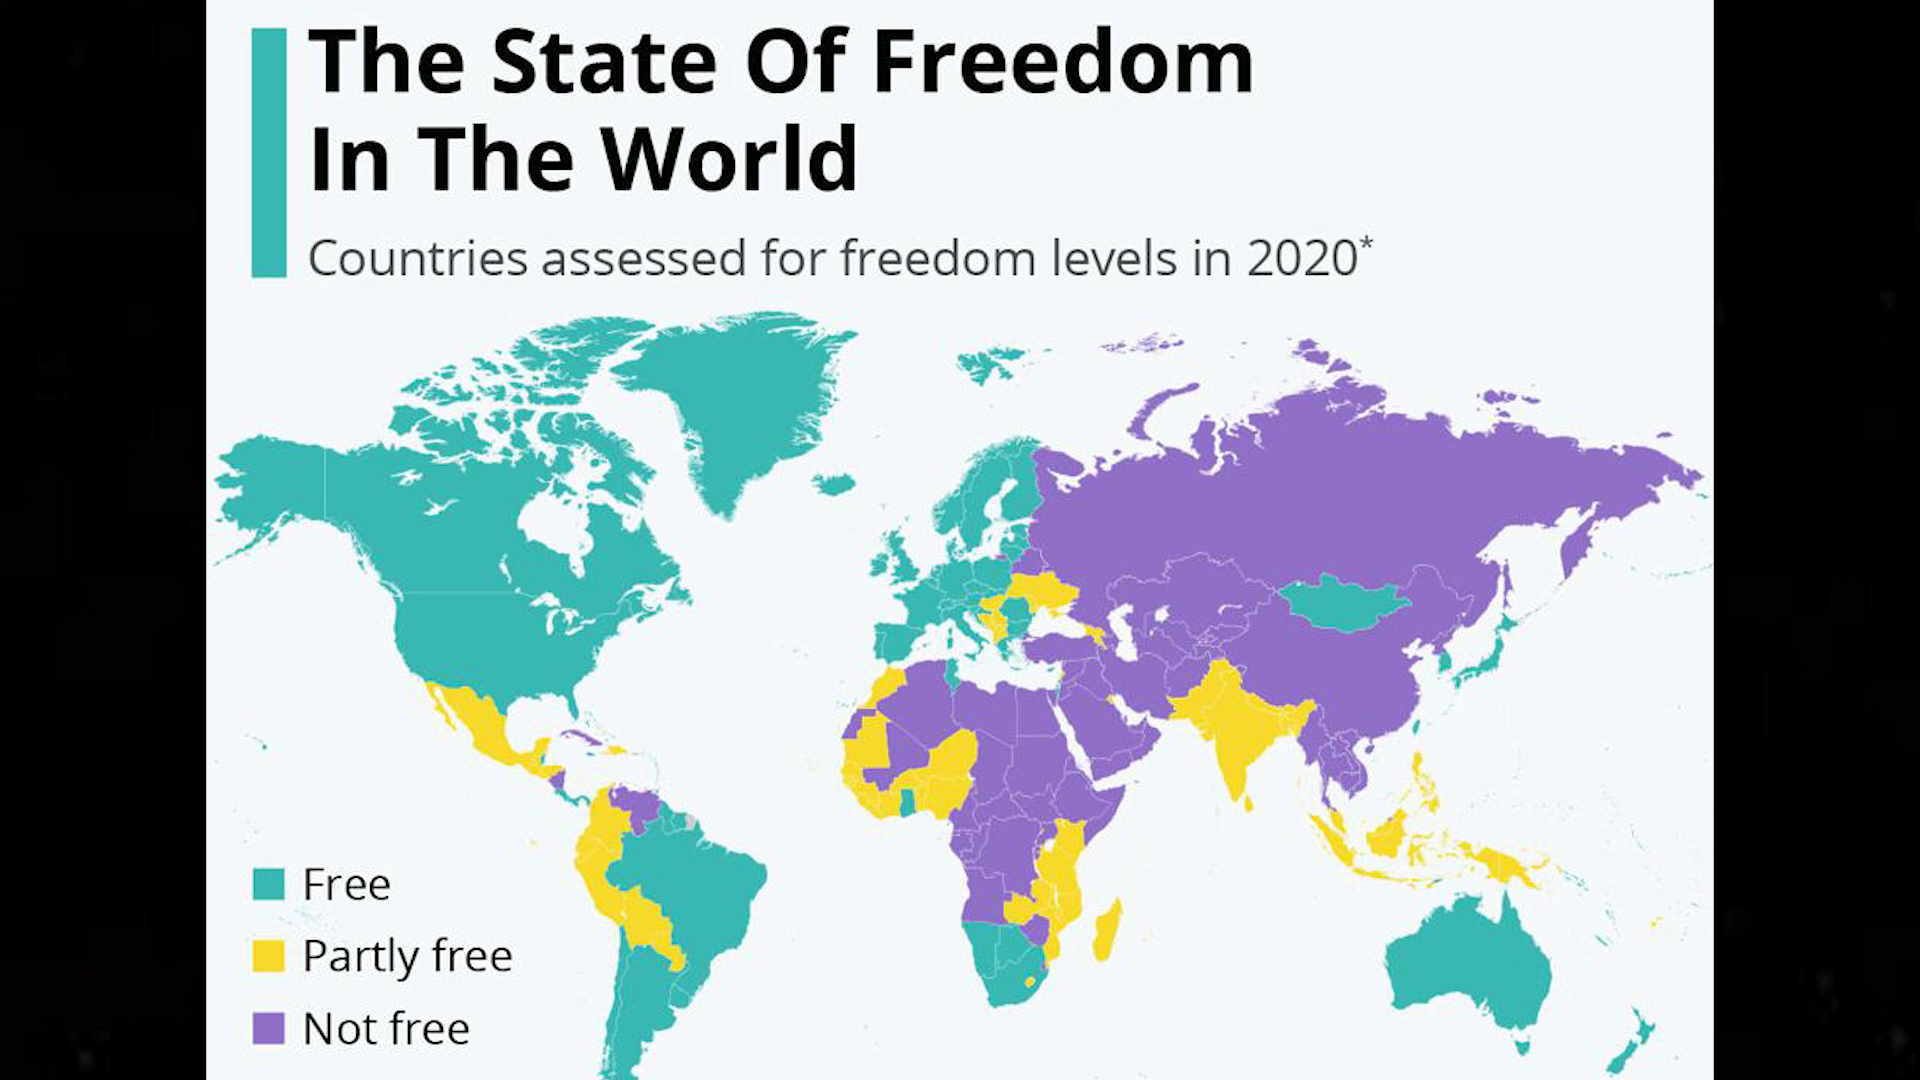 The State Of Freedom
In The World
Countries assessed for freedom levels in 2020*
Free
Partly free
Not free